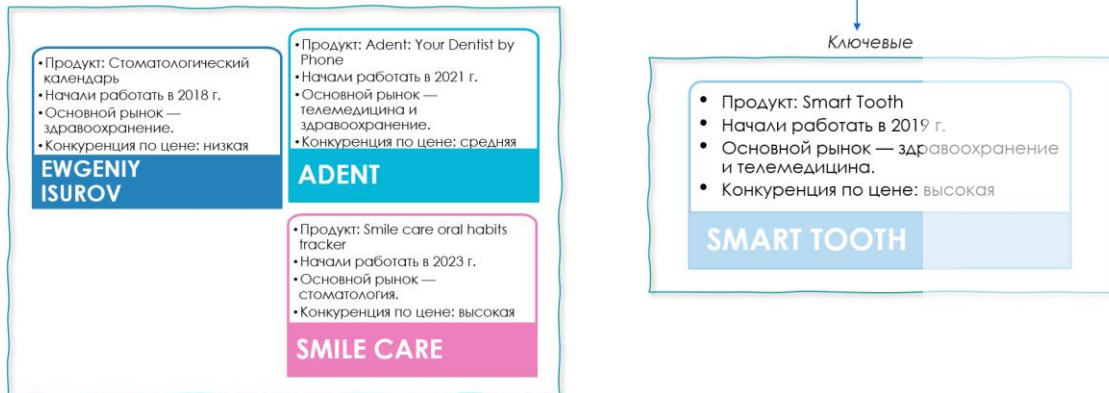 • Продукт: Стоматологический
календарь
• Начали работать в 2018 г.
• Основной рынок —
здравоохранение.
• Конкуренция по цене: низкая
EWGENIY
ISUROV
• Продукт: Adent: Your Dentist by
Phone
• Начали работать в 2021 г.
• Основной рынок —
телемедицина и
здравоохранение.
• Конкуренция по цене: средняя
ADENT
• Продукт: Smile care oral habits
tracker
• Начали работать в 2023 г.
• Основной рынок —
стоматология.
• Конкуренция по цене: высокая
SMILE CARE
Ключевые
• Продукт: Smart Tooth
• Начали работать в 2019 г.
• Основной рынок — здравоохранение
и телемедицина.
• Конкуренция по цене: высокая
SMART TOOTH